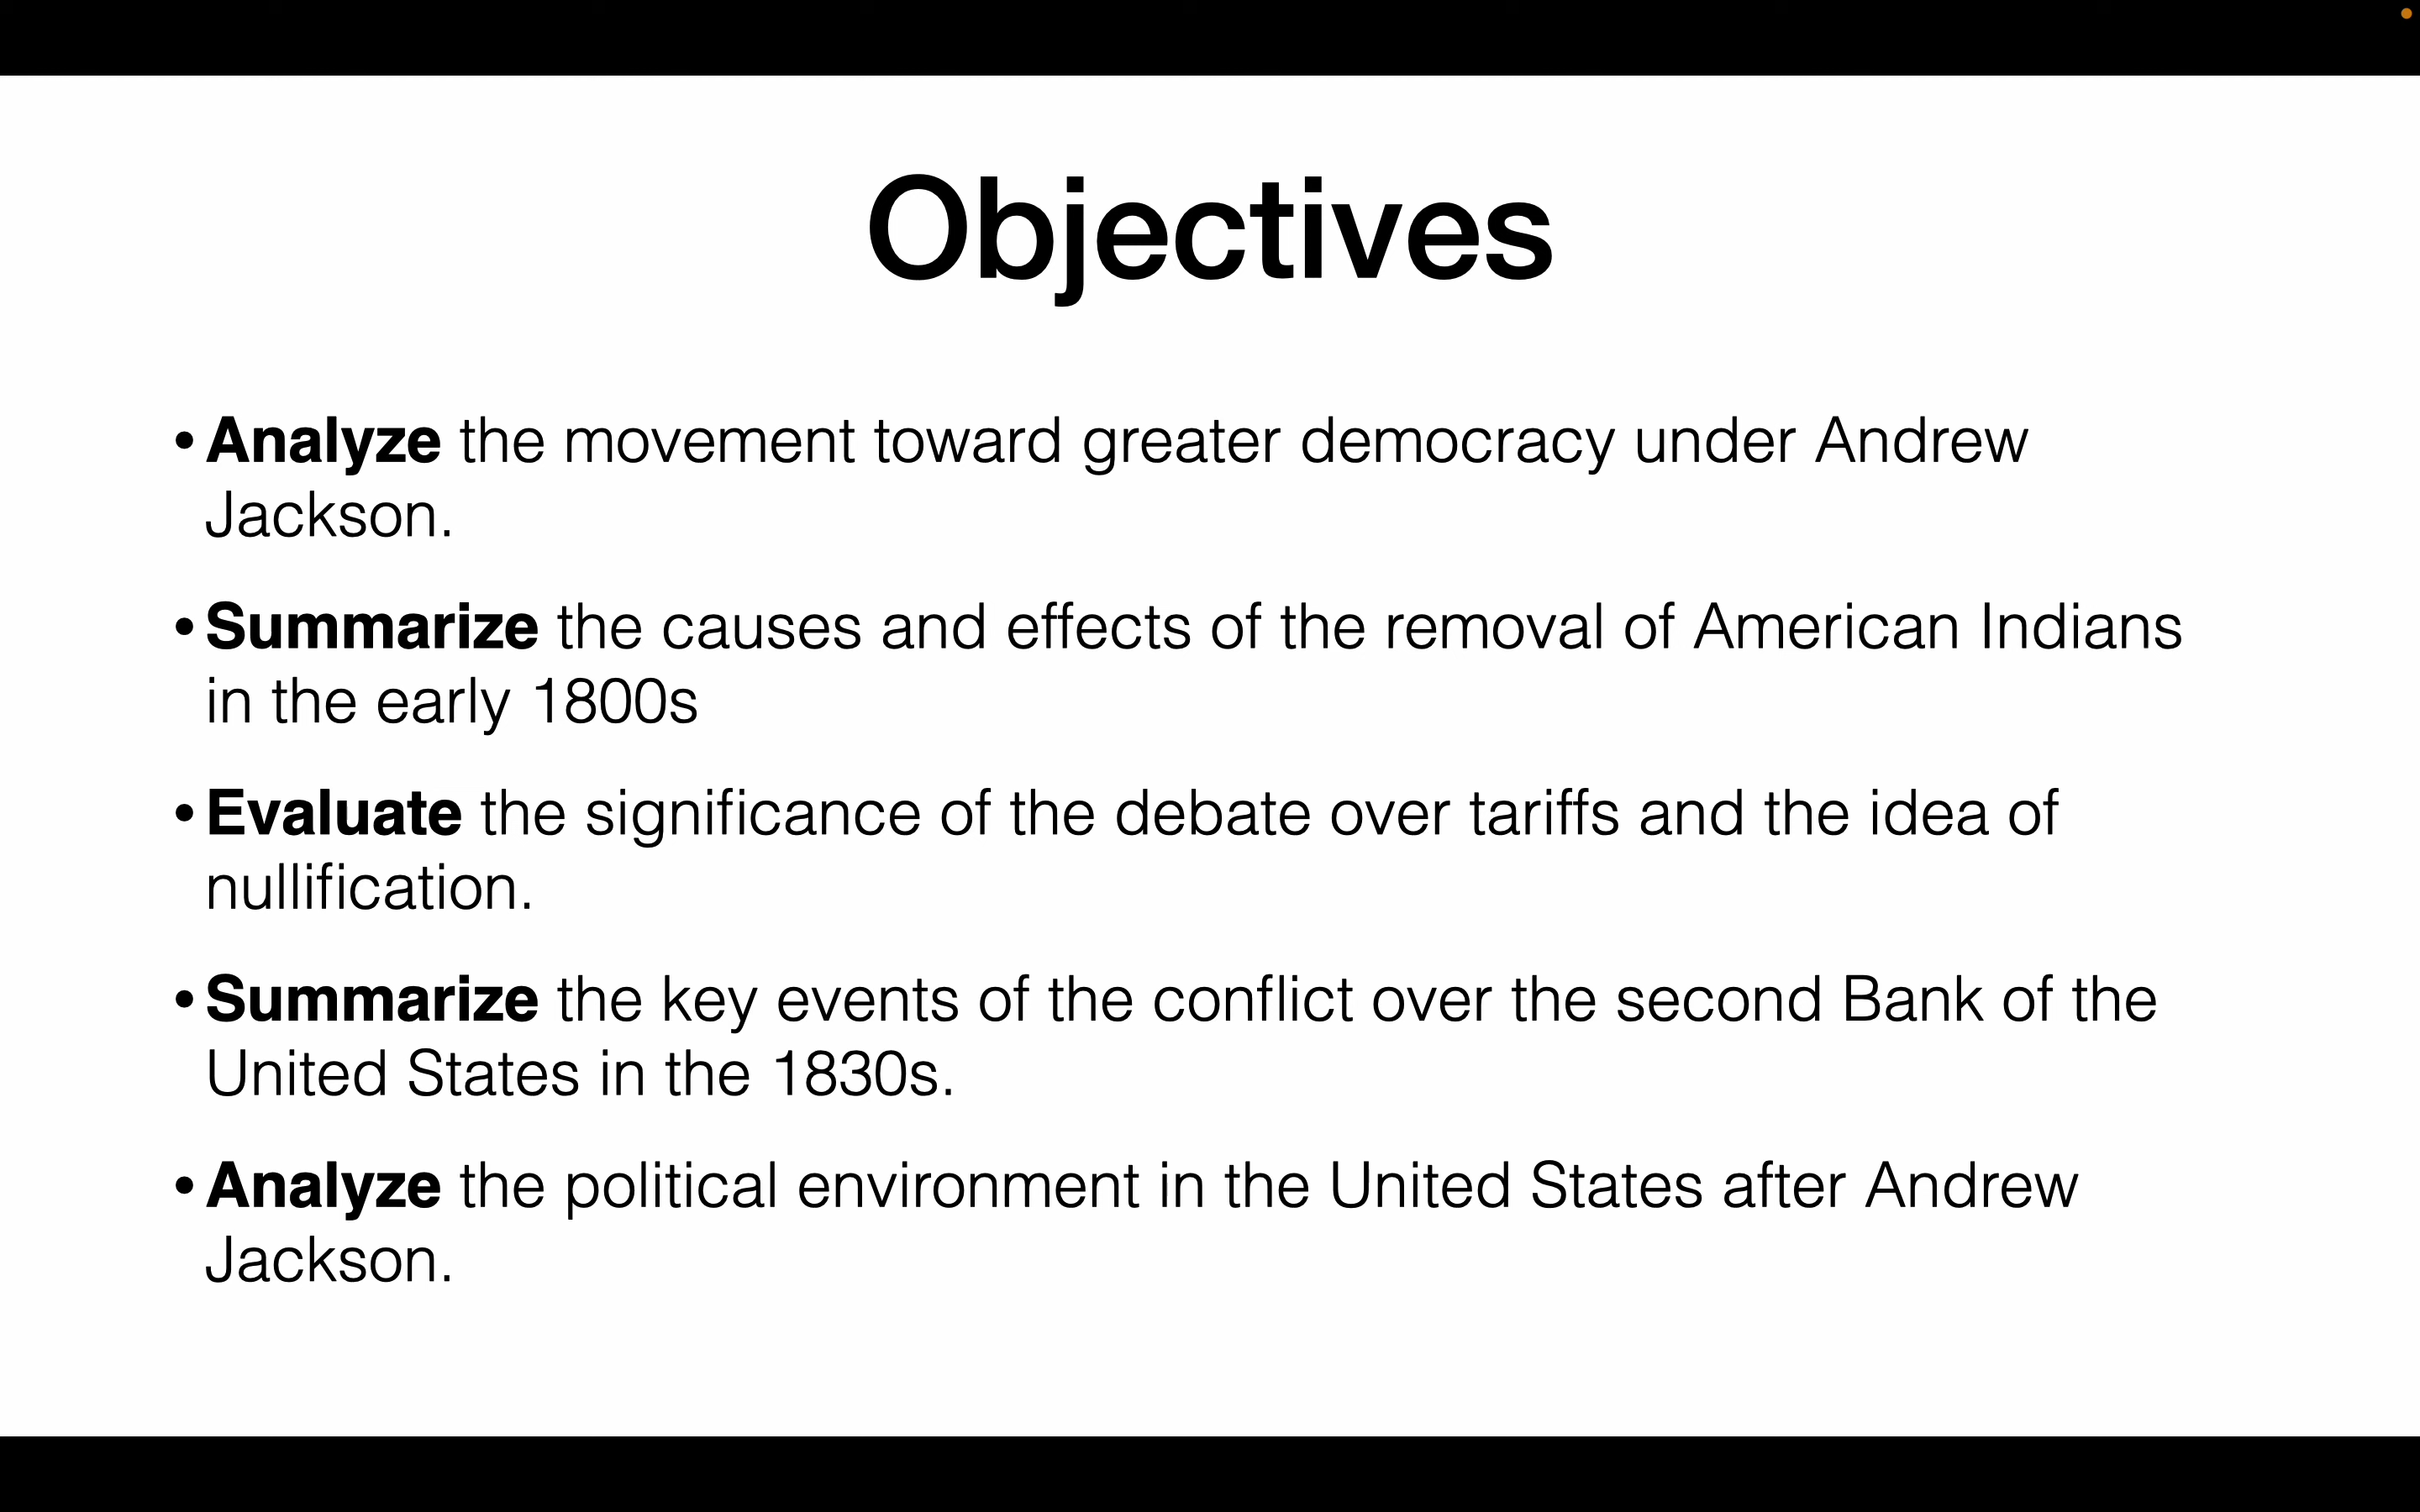 Objectives
• Analyze the movement toward greater democracy under Andrew
Jackson.
• Summarize the causes and effects of the removal of American Indians
in the early 1800s
• Evaluate the significance of the debate over tariffs and the idea of
nullification.
• Summarize the key events of the conflict over the second Bank of the
United States in the 1830s.
• Analyze the political environment in the United States after Andrew
Jackson.